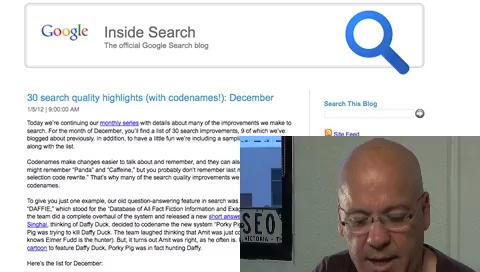 Google Inside Search
The official Google Search blog
30 search quality highlights (with codenames!): December
1/5/12 | 9:00:00 AM
Search This Blog
Site Feed
Today we're continuing our monthly series with details about many of the improvements we make to
search. For the month of December, you'll find a list of 30 search improvements, 9 of which we've
blogged about previously. In addition, to have a little fun we're including a sampl
along with the list.
Codenames make changes easier to talk about and remember, and they can als
might remember "Panda" and "Caffeine," but you probably don't remember last m
selection code rewrite." That's why many of the search quality improvements we
codenames.
To give you just one example, our old question-answering feature in search was
"DAFFIE," which stood for the "Database of All Fact Fiction Information and Exa
the team did a complete overhaul of the system and released a new short answ
Singhal, thinking of Daffy Duck, decided to codename the new system "Porky Pig
Pig was trying to kill Daffy Duck. The team laughed thinking that Amit was just co
knows Elmer Fudd is the hunter). But, it turns out Amit was right, as he often is.
cartoon to feature Daffy Duck, Porky Pig was in fact hunting Daffy.
Here's the list for December:
SEO
VICTORIA - T